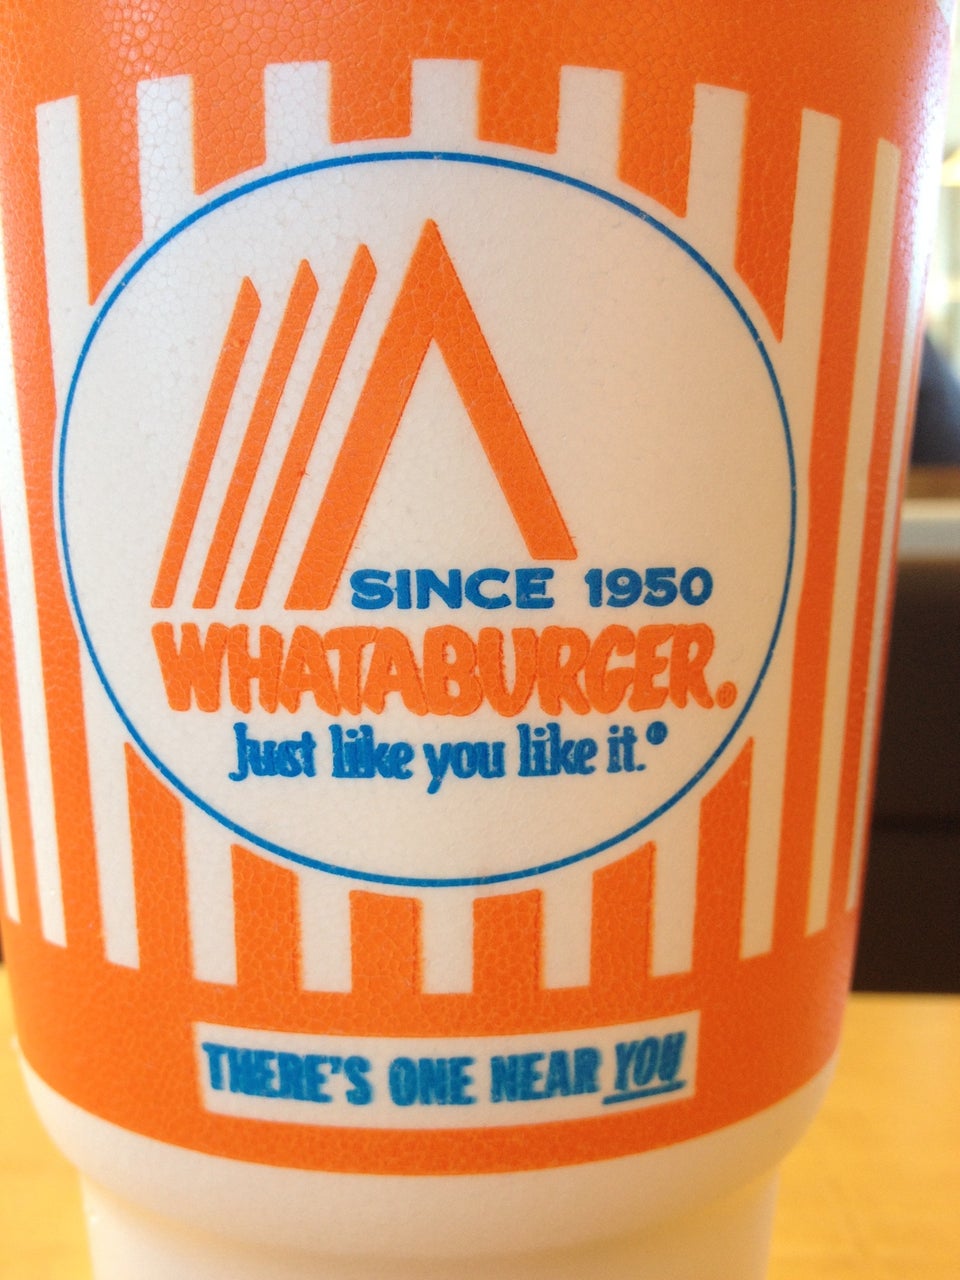 SINCE 1950
WHATABURGER®
Just like you like it.®
THERE'S ONE NEAR YOU